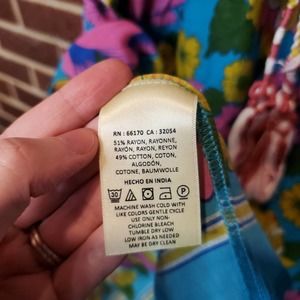 RN : 66170 CA : 32054
51% RAYON, RAYONNE,
RAYÓN, RAYON, REYON
49% COTTON, COTON,
ALGODÓN,
COTONE, BAUMWOLLE
HECHO EN INDIA
30
MACHINE WASH COLD WITH
LIKE COLORS GENTLE CYCLE
USE ONLY NON-
CHLORINE BLEACH
TUMBLE DRY LOW
LOW IRON AS NEEDED
MAY BE DRY CLEAN